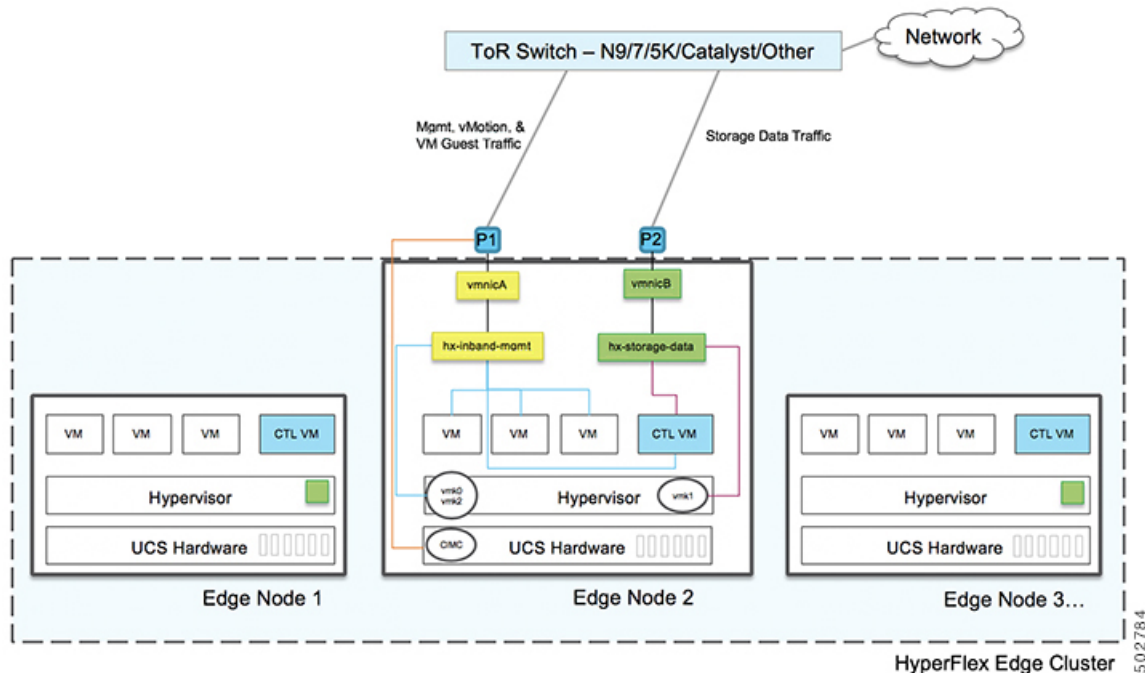 Network
ToR Switch – N9/7/5K/Catalyst/Other
Mgmt, vMotion, &
VM Guest Traffic
Storage Data Traffic
P1
P2
vmnicA
vmnicB
hx-inband-mgmt
hx-storage-data
VM
VM
VM
CTL VM
Hypervisor
UCS Hardware
Edge Node 1
VM
VM
VM
CTL VM
vmk0
vmk2
Hypervisor
vmk1
CIMC
UCS Hardware
Edge Node 2
VM
VM
VM
CTL VM
Hypervisor
UCS Hardware
Edge Node 3...
HyperFlex Edge Cluster
502784